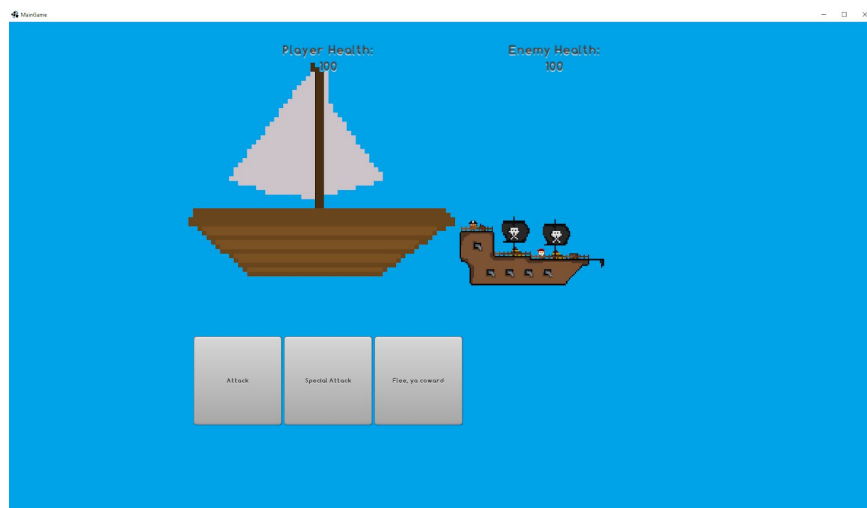 MainGame
Player Health:
100
Enemy Health:
100
Attack
Special Attack
Flee, ya coward